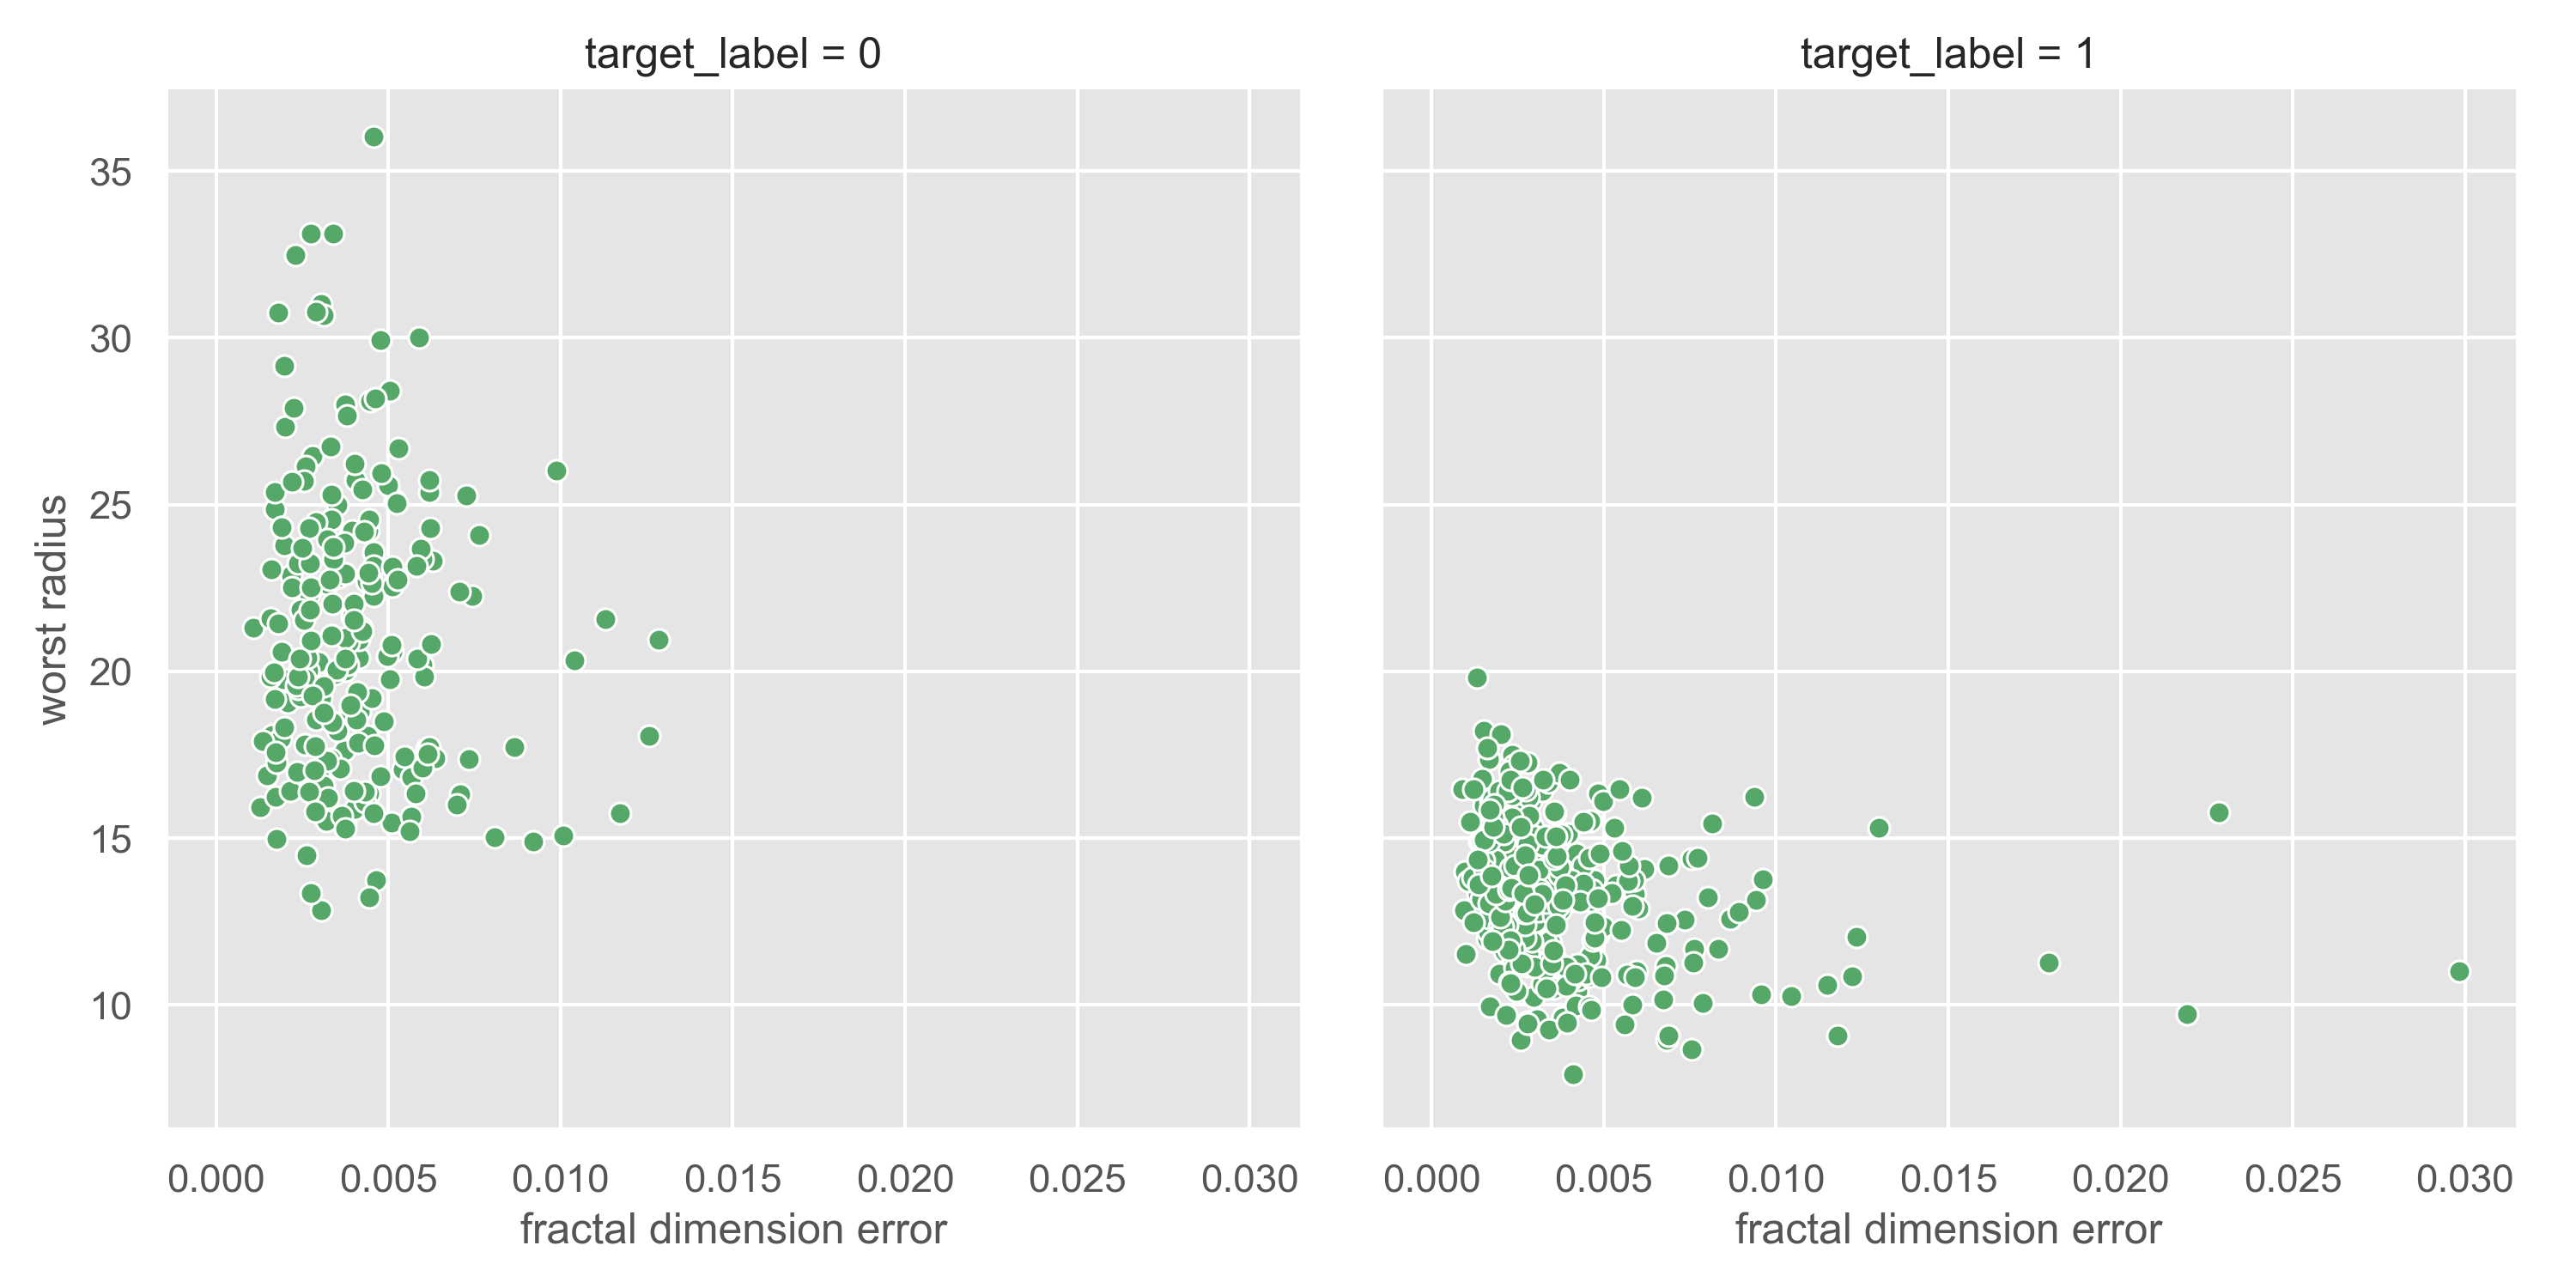 target_label = 0
target_label = 1
worst radius
35
30
25
20
15
10
0.000 0.005 0.010 0.015 0.020 0.025 0.030
0.000 0.005 0.010 0.015 0.020 0.025 0.030
fractal dimension error
fractal dimension error